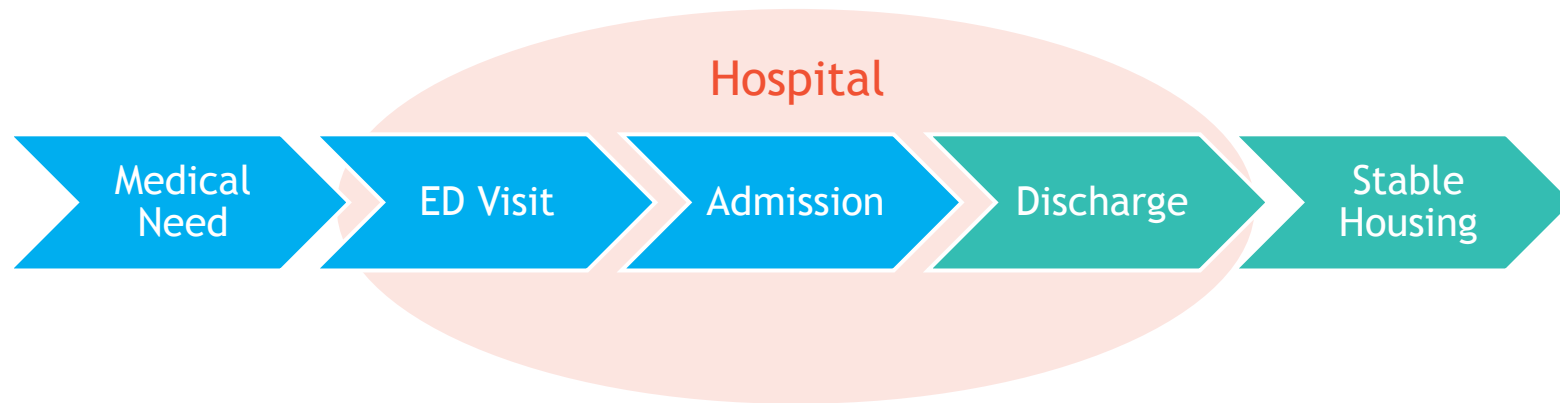 Hospital
Medical
Need
ED Visit
Admission
Discharge
Stable
Housing